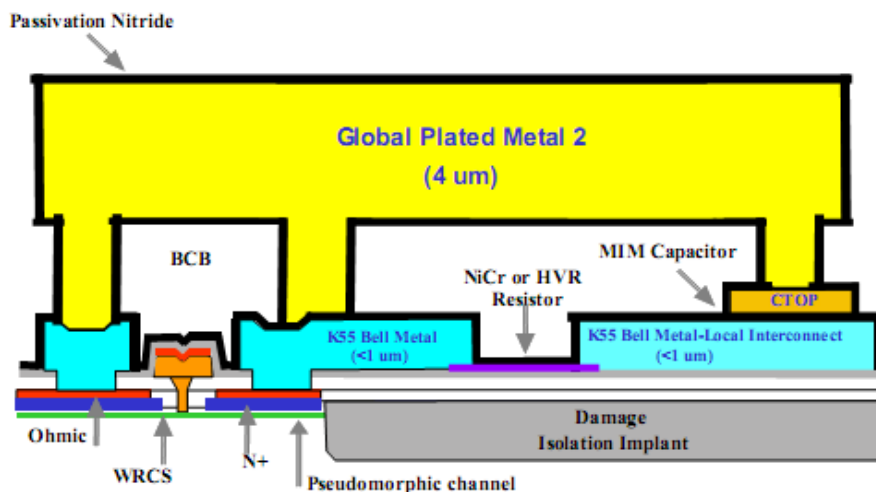 Passivation Nitride
Global Plated Metal 2
(4 um)
BCB
MIM Capacitor
NiCr or HVR
Resistor
CTOP
K55 Bell Metal
(<1 um)
K55 Bell Metal-Local Interconnect
(<1 um)
Damage
Isolation Implant
Ohmic
WRCS
N+
Pseudomorphic channel